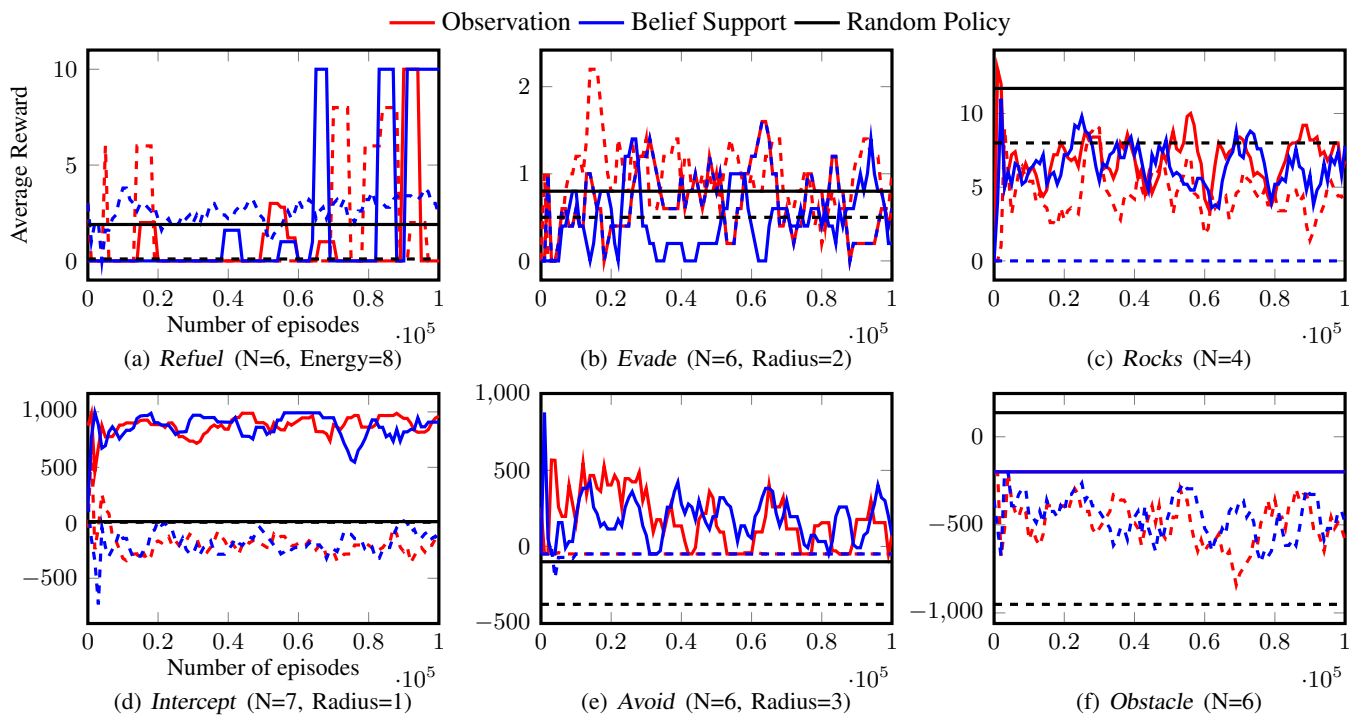 Observation Belief Support Random Policy
Average Reward
10
5
0
0 0.2 0.4 0.6 0.8 1
Number of episodes ·10^5
(a) Refuel (N=6, Energy=8)
2
1
0
0 0.2 0.4 0.6 0.8 1
·10^5
(b) Evade (N=6, Radius=2)
10
5
0
0 0.2 0.4 0.6 0.8 1
·10^5
(c) Rocks (N=4)
1,000
500
0
−500
0 0.2 0.4 0.6 0.8 1
Number of episodes ·10^5
(d) Intercept (N=7, Radius=1)
1,000
500
0
−500
0 0.2 0.4 0.6 0.8 1
·10^5
(e) Avoid (N=6, Radius=3)
0
−500
−1,000
0 0.2 0.4 0.6 0.8 1
·10^5
(f) Obstacle (N=6)